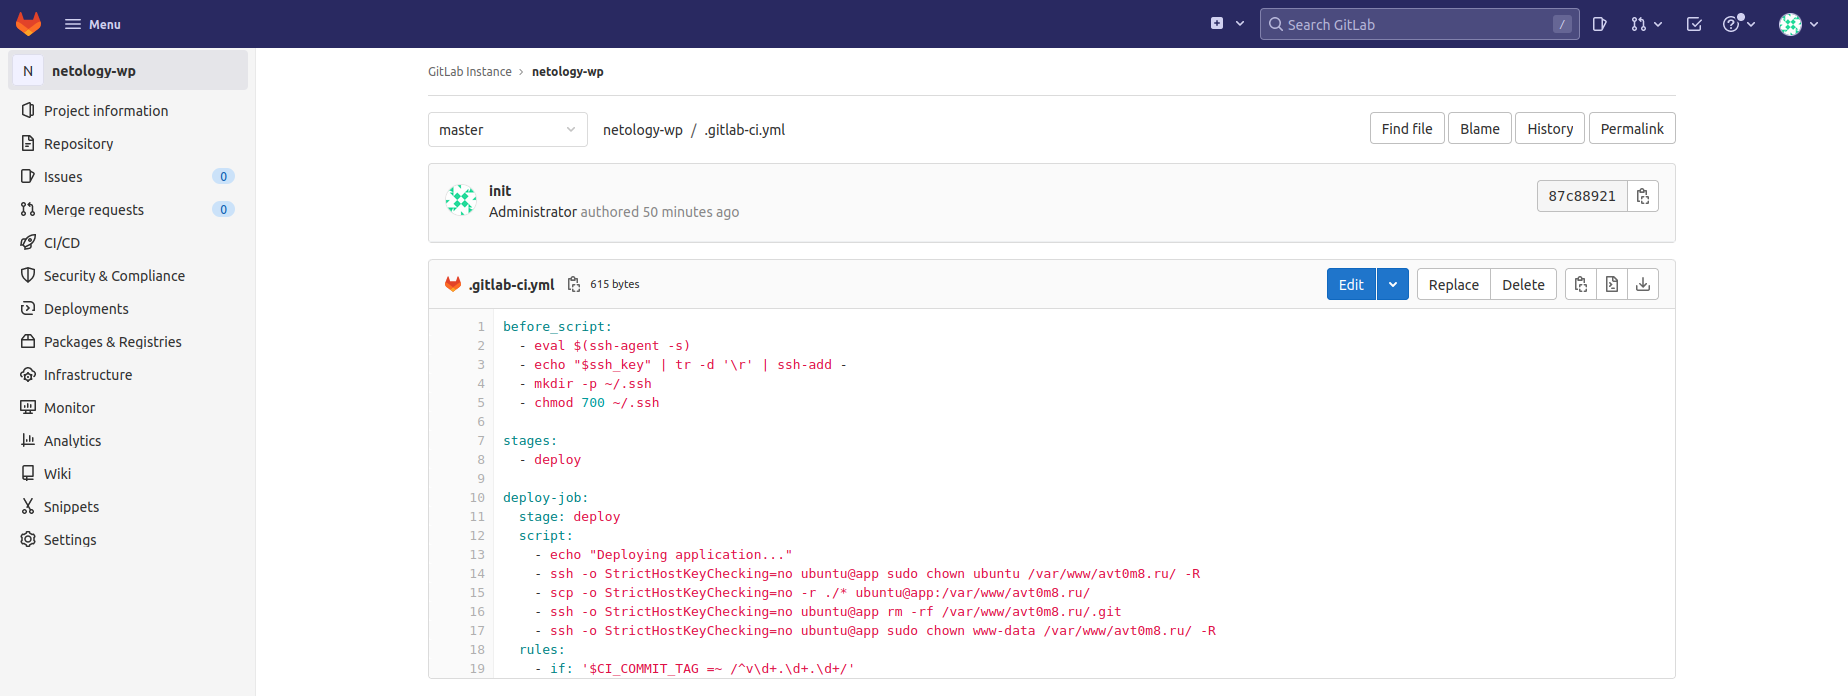 Menu
Search GitLab
/
N netology-wp
Project information
Repository
Issues 0
Merge requests 0
CI/CD
Security & Compliance
Deployments
Packages & Registries
Infrastructure
Monitor
Analytics
Wiki
Snippets
Settings
GitLab Instance › netology-wp
master
netology-wp / .gitlab-ci.yml
Find file Blame History Permalink
init
Administrator authored 50 minutes ago
87c88921
.gitlab-ci.yml 615 bytes
Edit Replace Delete
1 before_script:
2   - eval $(ssh-agent -s)
3   - echo "$ssh_key" | tr -d '\r' | ssh-add -
4   - mkdir -p ~/.ssh
5   - chmod 700 ~/.ssh
6
7 stages:
8   - deploy
9
10 deploy-job:
11   stage: deploy
12   script:
13     - echo "Deploying application..."
14     - ssh -o StrictHostKeyChecking=no ubuntu@app sudo chown ubuntu /var/www/avt0m8.ru/ -R
15     - scp -o StrictHostKeyChecking=no -r ./* ubuntu@app:/var/www/avt0m8.ru/
16     - ssh -o StrictHostKeyChecking=no ubuntu@app rm -rf /var/www/avt0m8.ru/.git
17     - ssh -o StrictHostKeyChecking=no ubuntu@app sudo chown www-data /var/www/avt0m8.ru/ -R
18   rules:
19     - if: '$CI_COMMIT_TAG =~ /^v\d+.\d+.\d+/'